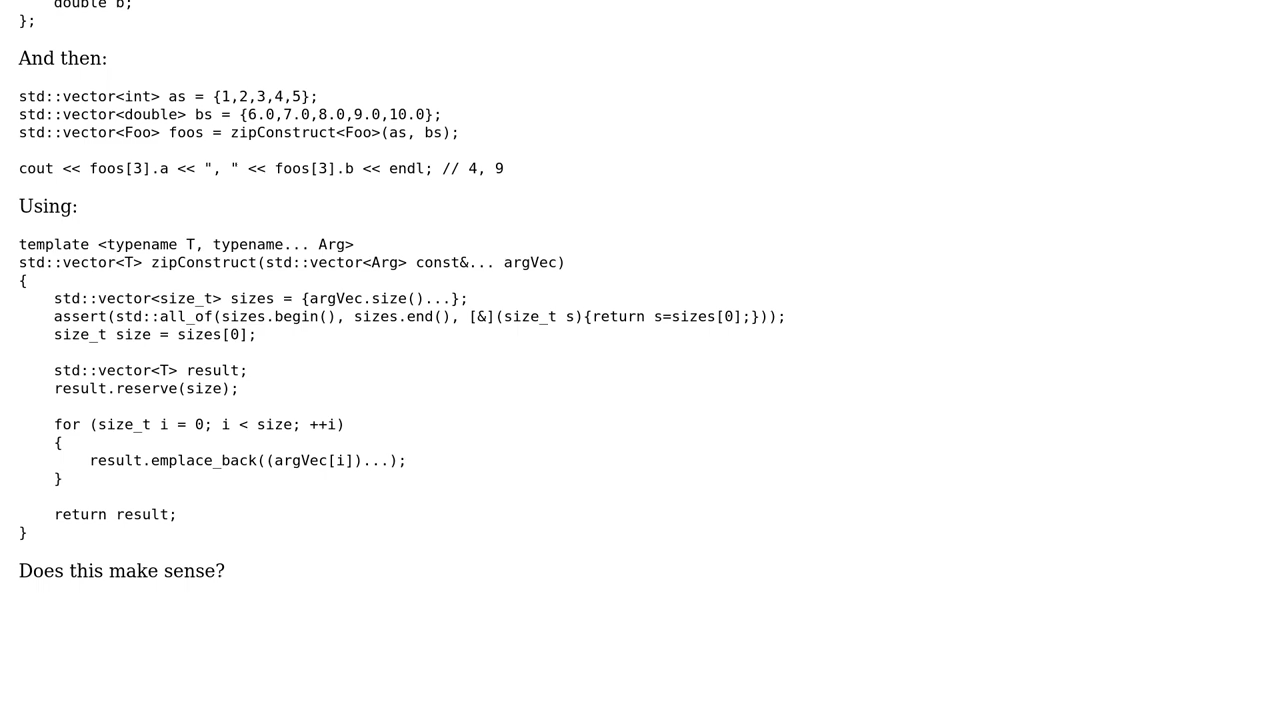 double b;
};
And then:
std::vector<int> as = {1,2,3,4,5};
std::vector<double> bs = {6.0,7.0,8.0,9.0,10.0};
std::vector<Foo> foos = zipConstruct<Foo>(as, bs);
cout << foos[3].a << ", " << foos[3].b << endl; // 4, 9
Using:
template <typename T, typename... Arg>
std::vector<T> zipConstruct(std::vector<Arg> const&... argVec)
{
    std::vector<size_t> sizes = {argVec.size()...};
    assert(std::all_of(sizes.begin(), sizes.end(), [&](size_t s){return s=sizes[0];}));
    size_t size = sizes[0];
    std::vector<T> result;
    result.reserve(size);
    for (size_t i = 0; i < size; ++i)
    {
        result.emplace_back((argVec[i])...);
    }
    return result;
}
Does this make sense?